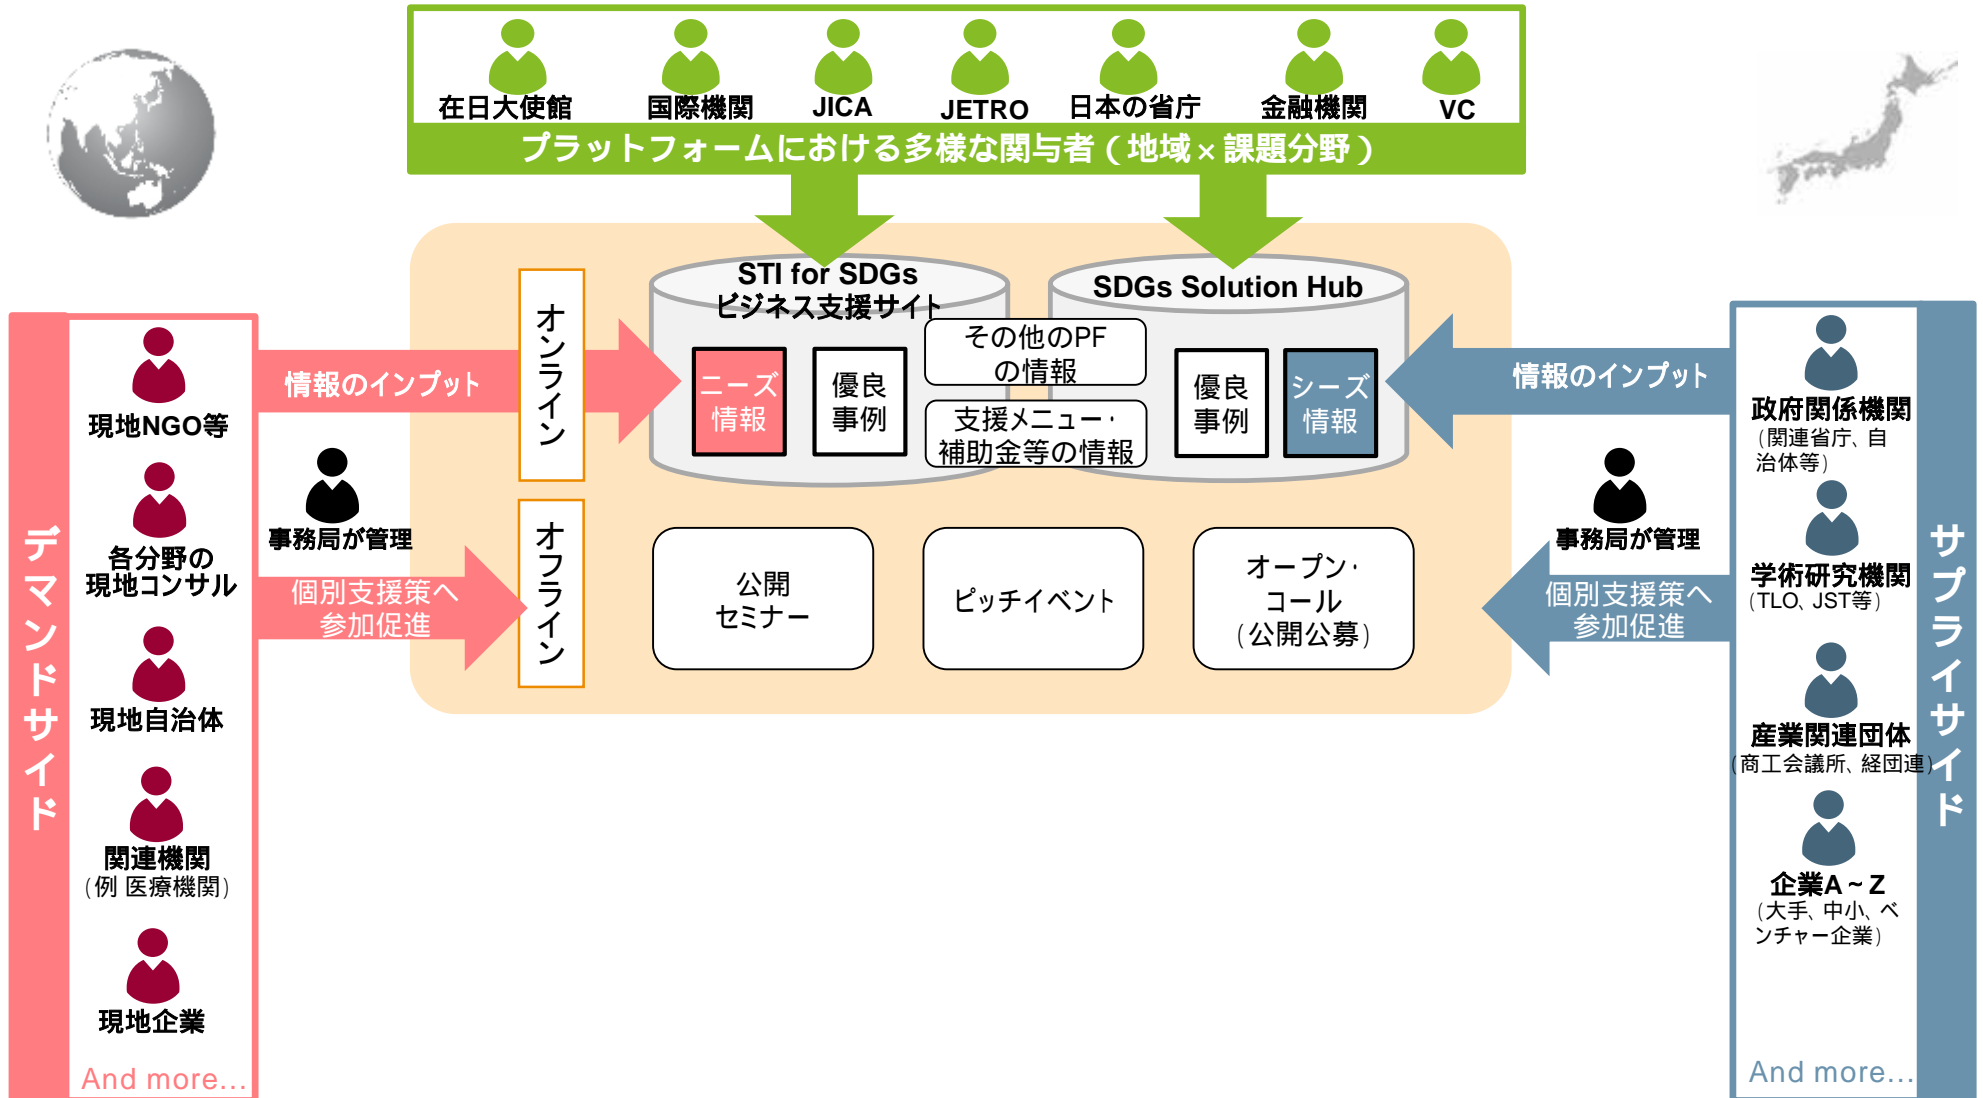 在日大使館
国際機関
JICA
JETRO
日本の省庁
金融機関
VC
プラットフォームにおける多様な関与者（地域×課題分野）
デマンドサイド
現地NGO等
各分野の
現地コンサル
現地自治体
関連機関
(例 医療機関)
現地企業
And more...
情報のインプット
事務局が管理
個別支援策へ
参加促進
オンライン
STI for SDGs
ビジネス支援サイト
ニーズ
情報
優良
事例
その他のPF
の情報
支援メニュー・
補助金等の情報
SDGs Solution Hub
優良
事例
シーズ
情報
オフライン
公開
セミナー
ピッチイベント
オープン・
コール
(公開公募)
情報のインプット
事務局が管理
個別支援策へ
参加促進
政府関係機関
(関連省庁、自
治体等)
学術研究機関
(TLO、JST等)
産業関連団体
(商工会議所、経団連)
企業A~Z
(大手、中小、ベ
ンチャー企業)
And more...
サプライサイド